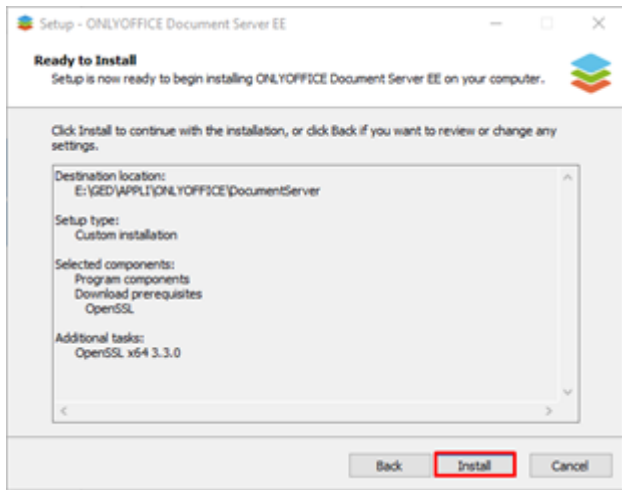 Setup - ONLYOFFICE Document Server EE
Ready to Install
Setup is now ready to begin installing ONLYOFFICE Document Server EE on your computer.
Click Install to continue with the installation, or click Back if you want to review or change any
settings.
Destination location:
E:\GED\APPLI\ONLYOFFICE\DocumentServer
Setup type:
Custom installation
Selected components:
Program components
Download prerequisites
OpenSSL
Additional tasks:
OpenSSL x64 3.3.0
Back Install Cancel